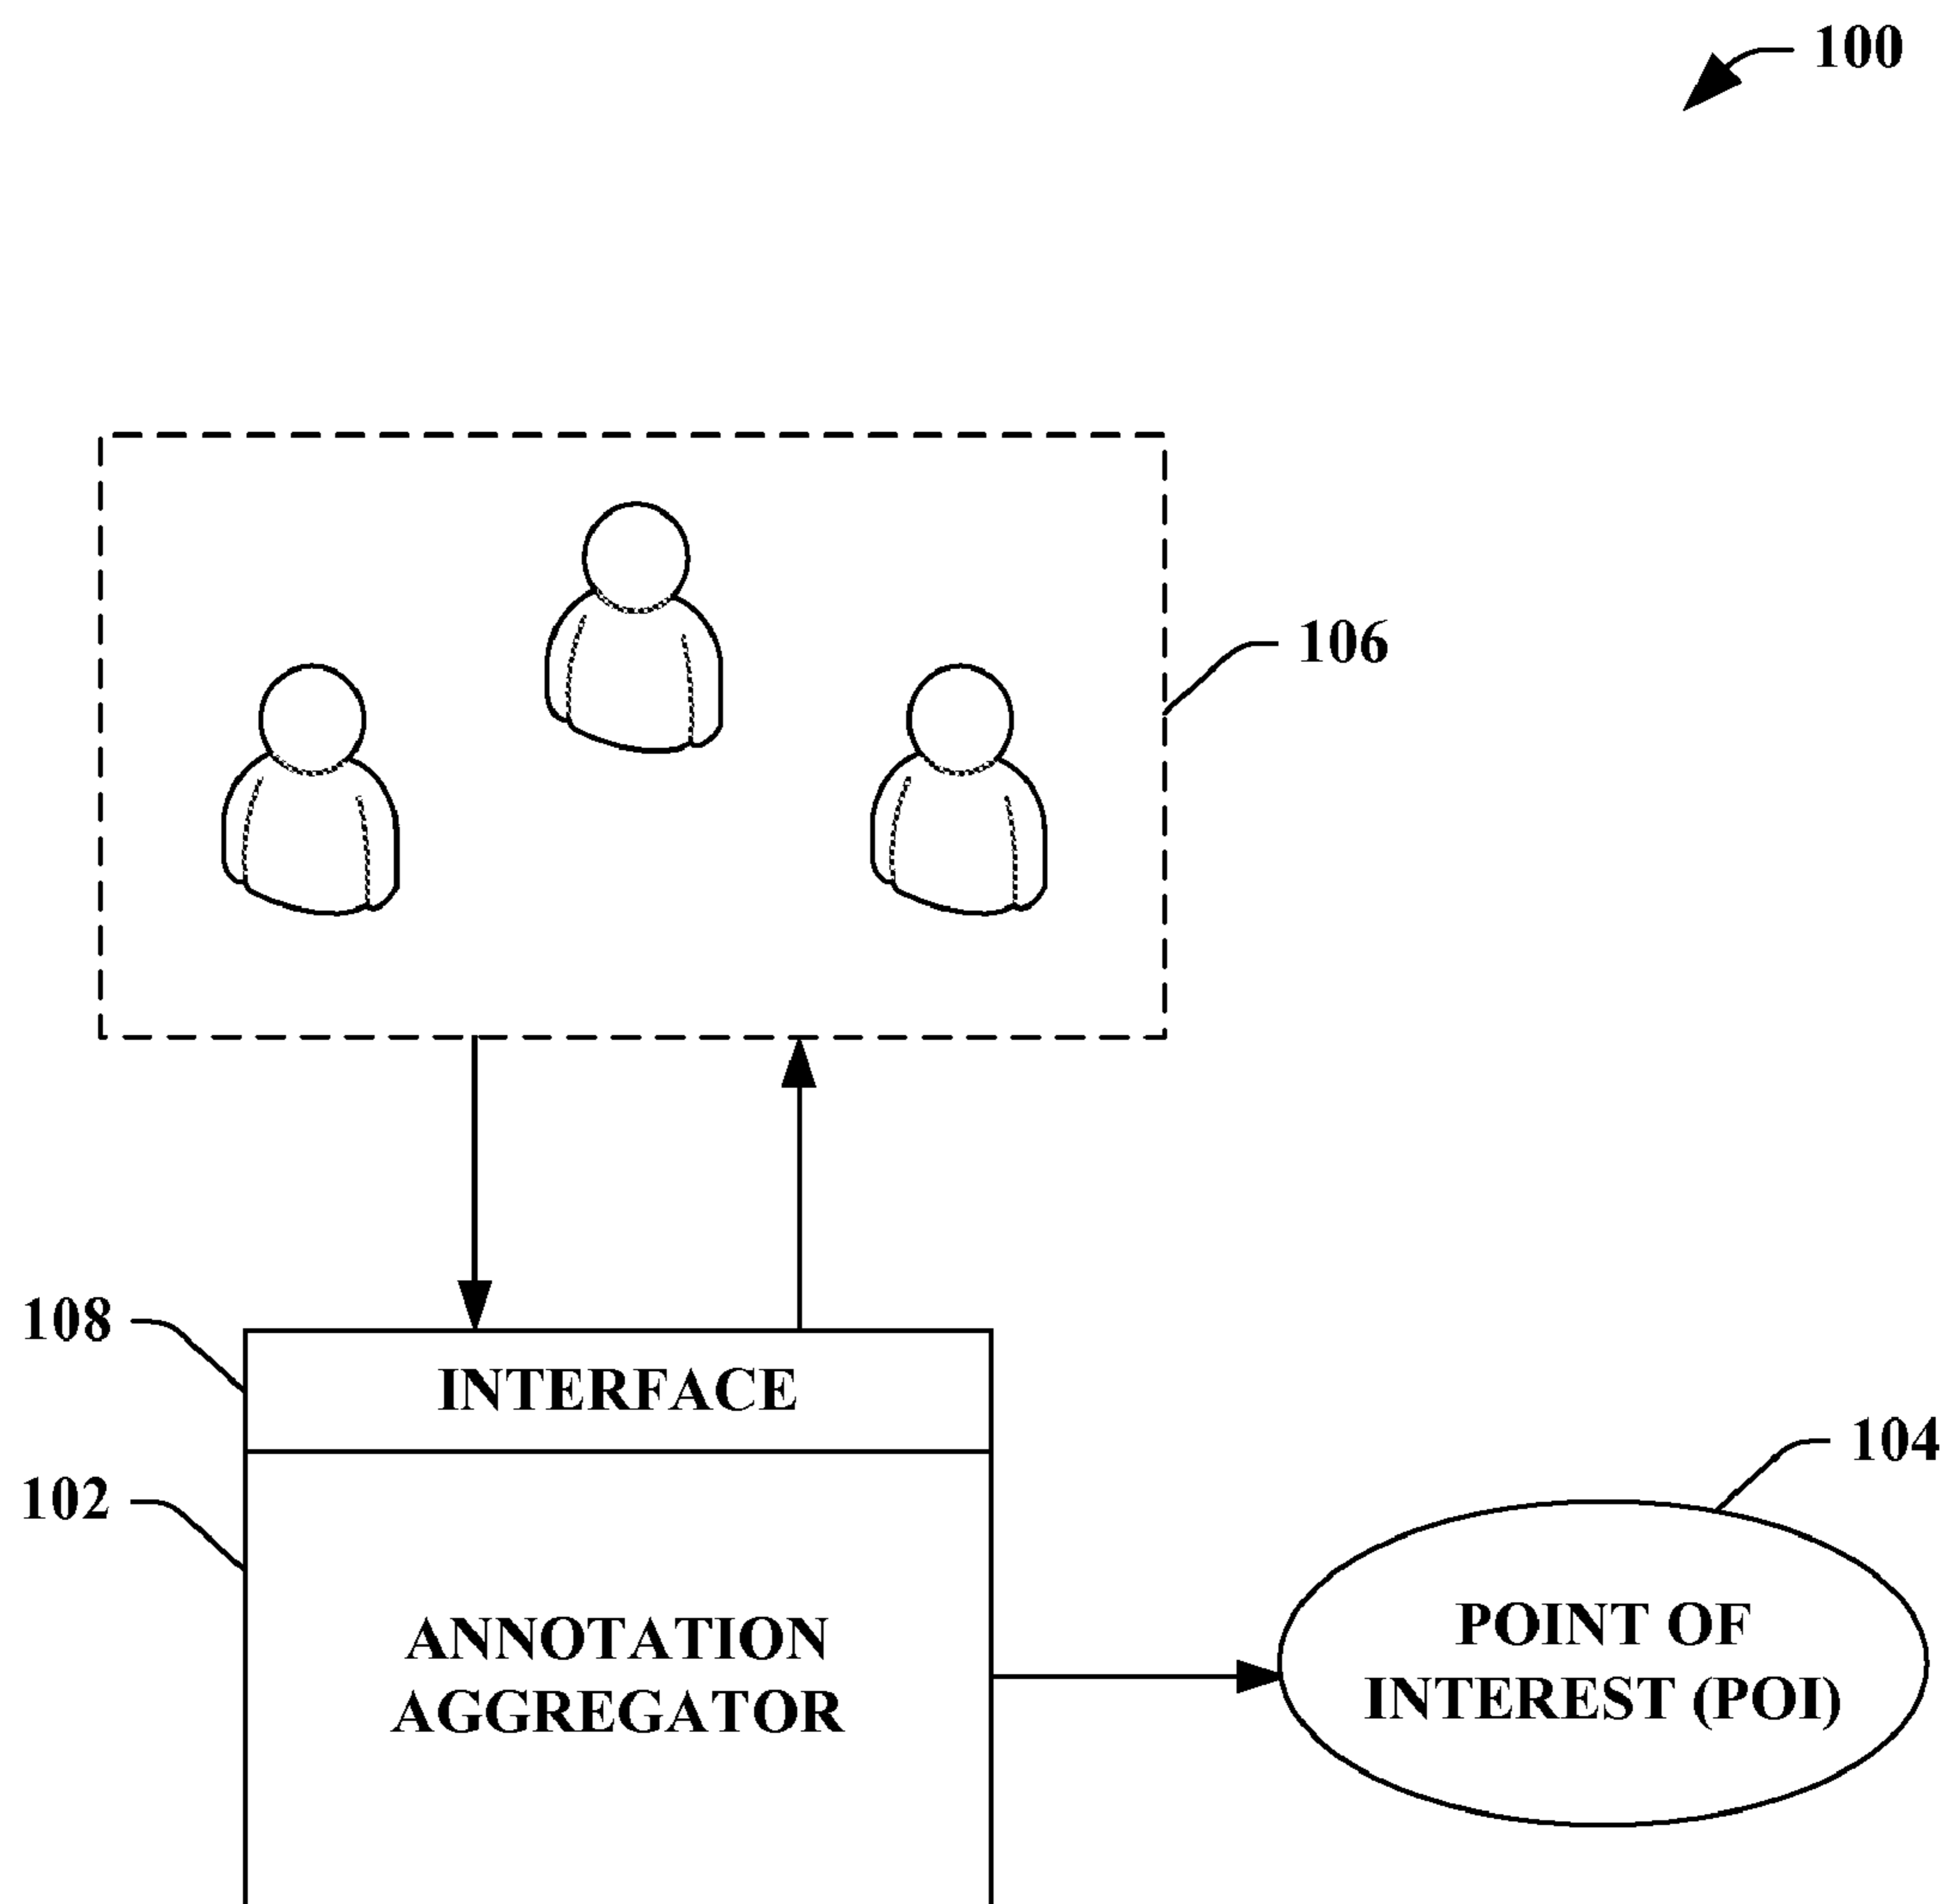 100
106
108
INTERFACE
104
102
ANNOTATION
AGGREGATOR
POINT OF
INTEREST (POI)